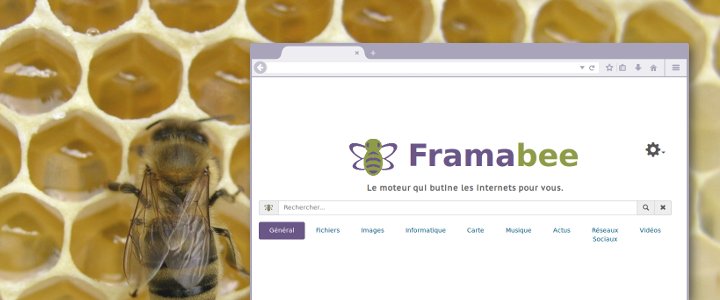 Framabee
Le moteur qui butine les internets pour vous.
Rechercher...
Général Fichiers Images Informatique Carte Musique Actus Réseaux Sociaux Vidéos